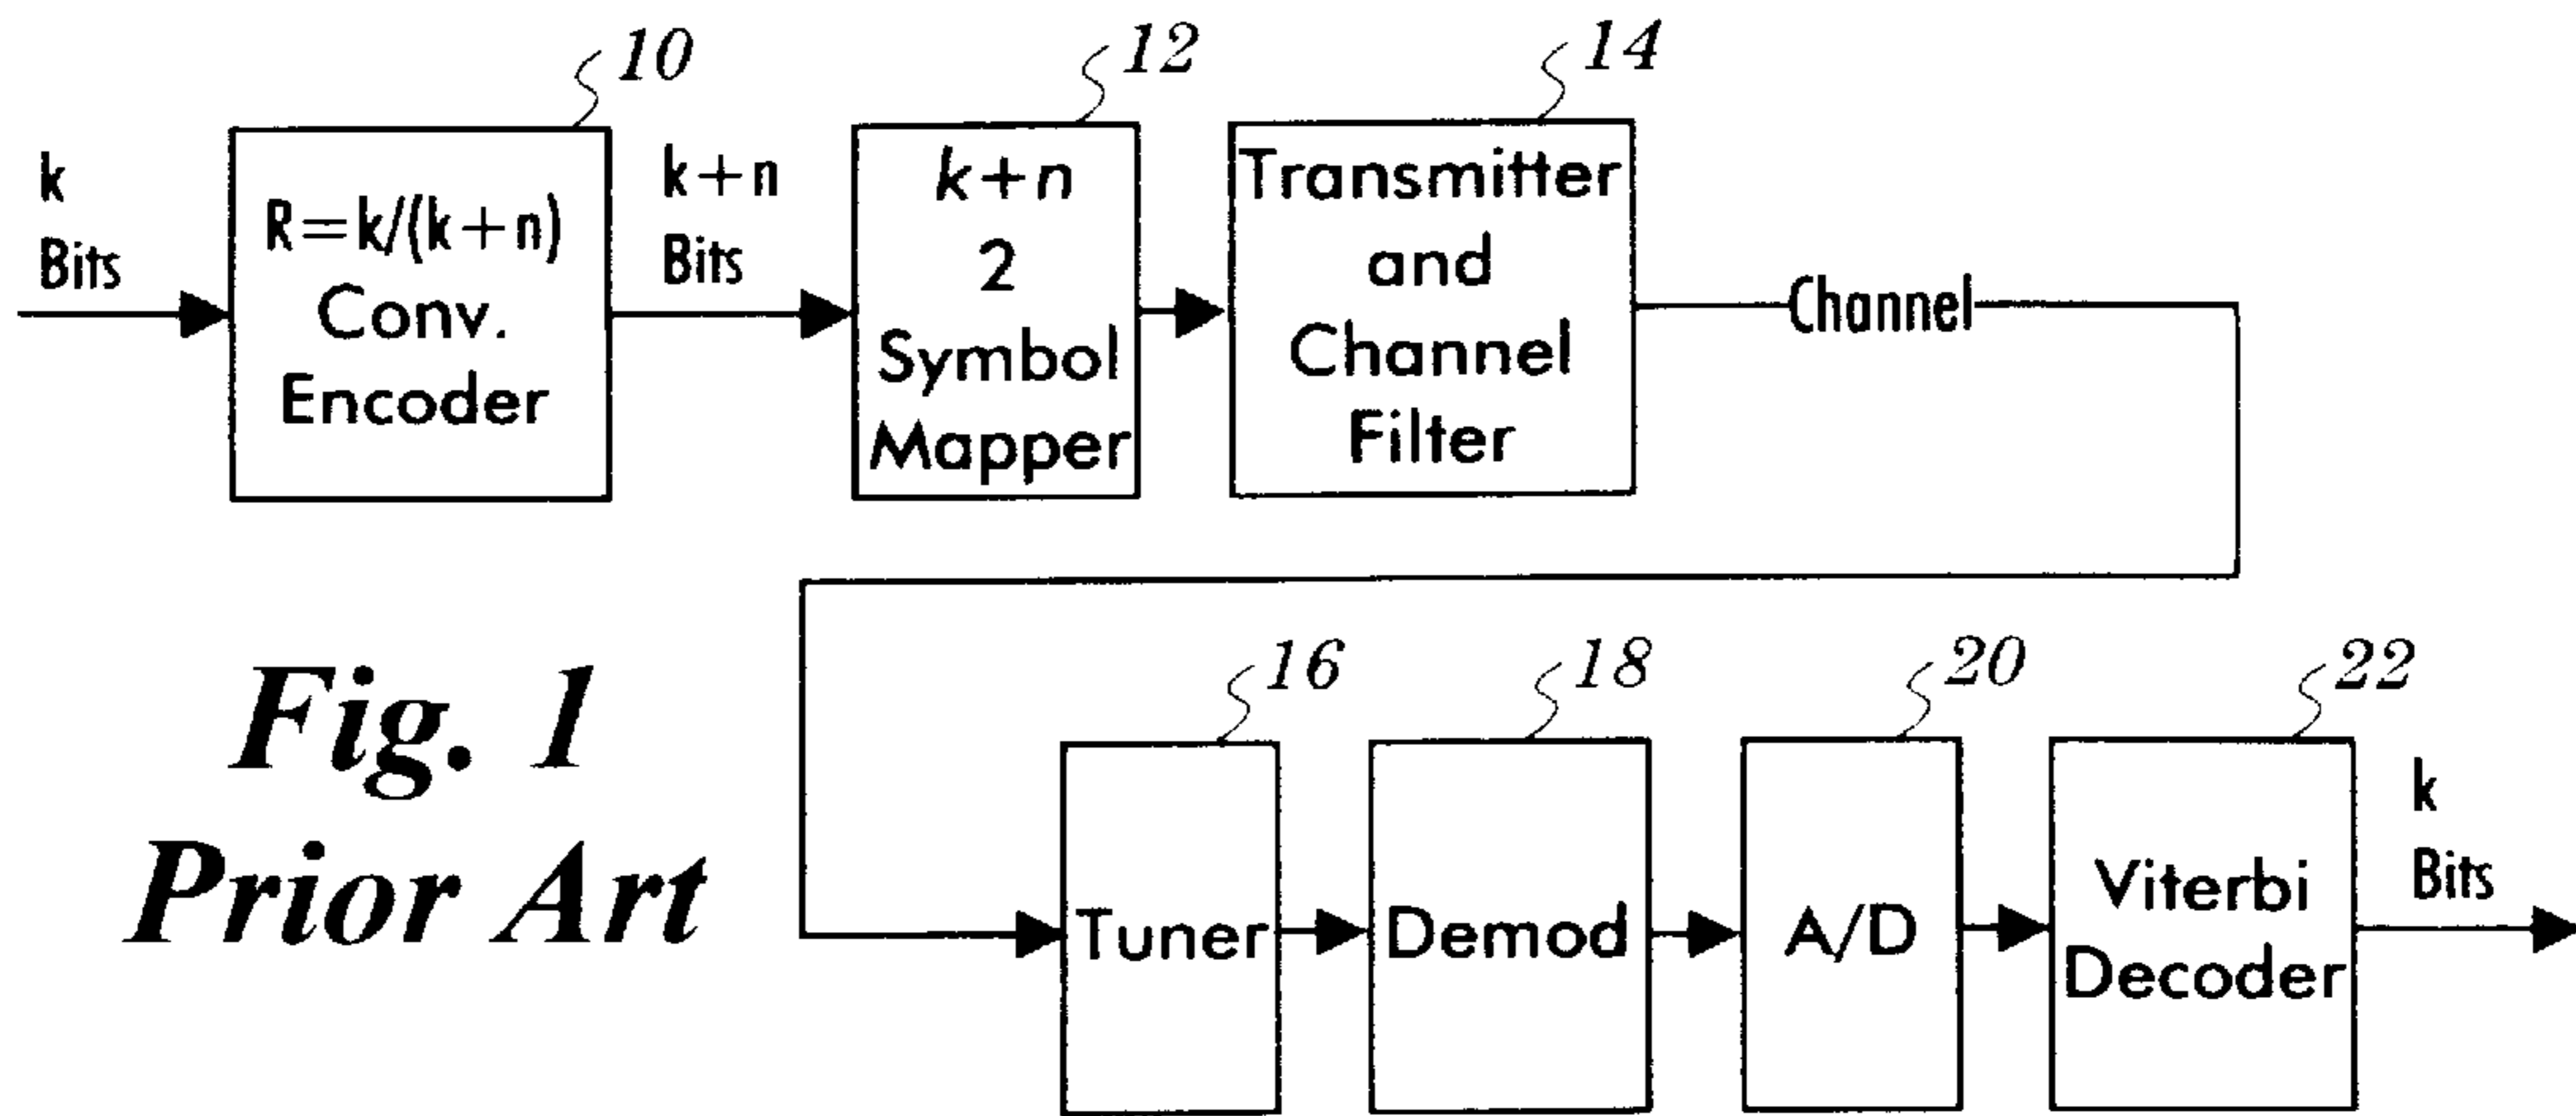 10
12
14
k
Bits
R=k/(k+n)
Conv.
Encoder
k+n
Bits
k+n
2
Symbol
Mapper
Transmitter
and
Channel
Filter
Channel
Fig. 1
Prior Art
16
18
20
22
Tuner
Demod
A/D
Viterbi
Decoder
k
Bits